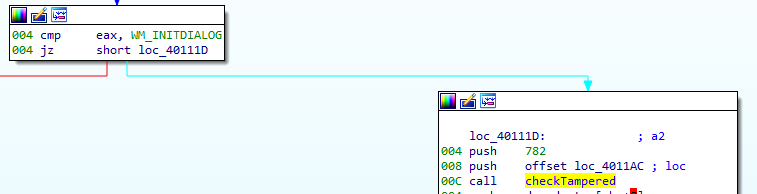 004 cmp     eax, WM_INITDIALOG
004 jz      short loc_40111D
loc_40111D:             ; a2
004 push    782
008 push    offset loc_4011AC ; loc
00C call    checkTampered